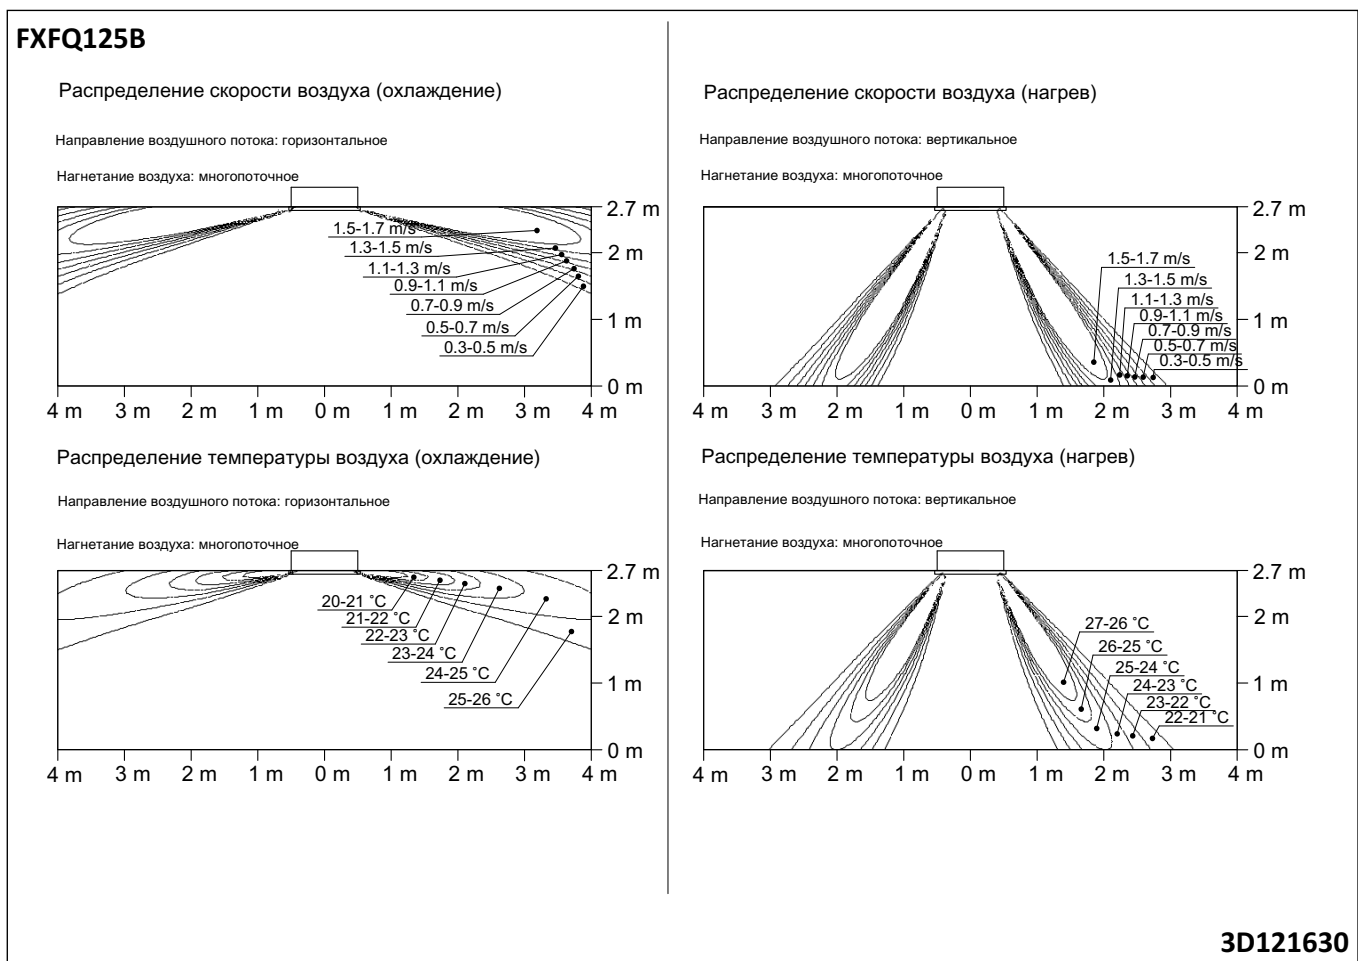 FXFQ125B
Распределение скорости воздуха (охлаждение)
Направление воздушного потока: горизонтальное
Нагнетание воздуха: многопоточное
2.7 m
1.5-1.7 m/s
1.3-1.5 m/s
2 m
1.1-1.3 m/s
0.9-1.1 m/s
0.7-0.9 m/s
0.5-0.7 m/s
1 m
0.3-0.5 m/s
0 m
4 m 3 m 2 m 1 m 0 m 1 m 2 m 3 m 4 m
Распределение температуры воздуха (охлаждение)
Направление воздушного потока: горизонтальное
Нагнетание воздуха: многопоточное
2.7 m
20-21 °C
2 m
21-22 °C
22-23 °C
23-24 °C
24-25 °C
1 m
25-26 °C
0 m
4 m 3 m 2 m 1 m 0 m 1 m 2 m 3 m 4 m
Распределение скорости воздуха (нагрев)
Направление воздушного потока: вертикальное
Нагнетание воздуха: многопоточное
2.7 m
2 m
1.5-1.7 m/s
1.3-1.5 m/s
1.1-1.3 m/s
0.9-1.1 m/s
1 m
0.7-0.9 m/s
0.5-0.7 m/s
0.3-0.5 m/s
0 m
4 m 3 m 2 m 1 m 0 m 1 m 2 m 3 m 4 m
Распределение температуры воздуха (нагрев)
Направление воздушного потока: вертикальное
Нагнетание воздуха: многопоточное
2.7 m
2 m
27-26 °C
26-25 °C
25-24 °C
24-23 °C
1 m
23-22 °C
22-21 °C
0 m
4 m 3 m 2 m 1 m 0 m 1 m 2 m 3 m 4 m
3D121630